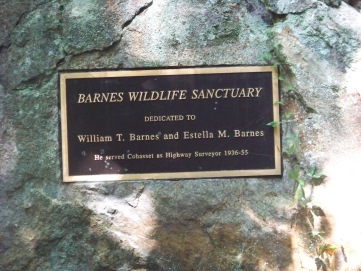 BARNES WILDLIFE SANCTUARY
DEDICATED TO
William T. Barnes and Estella M. Barnes
He served Cohasset as Highway Surveyor 1936-55